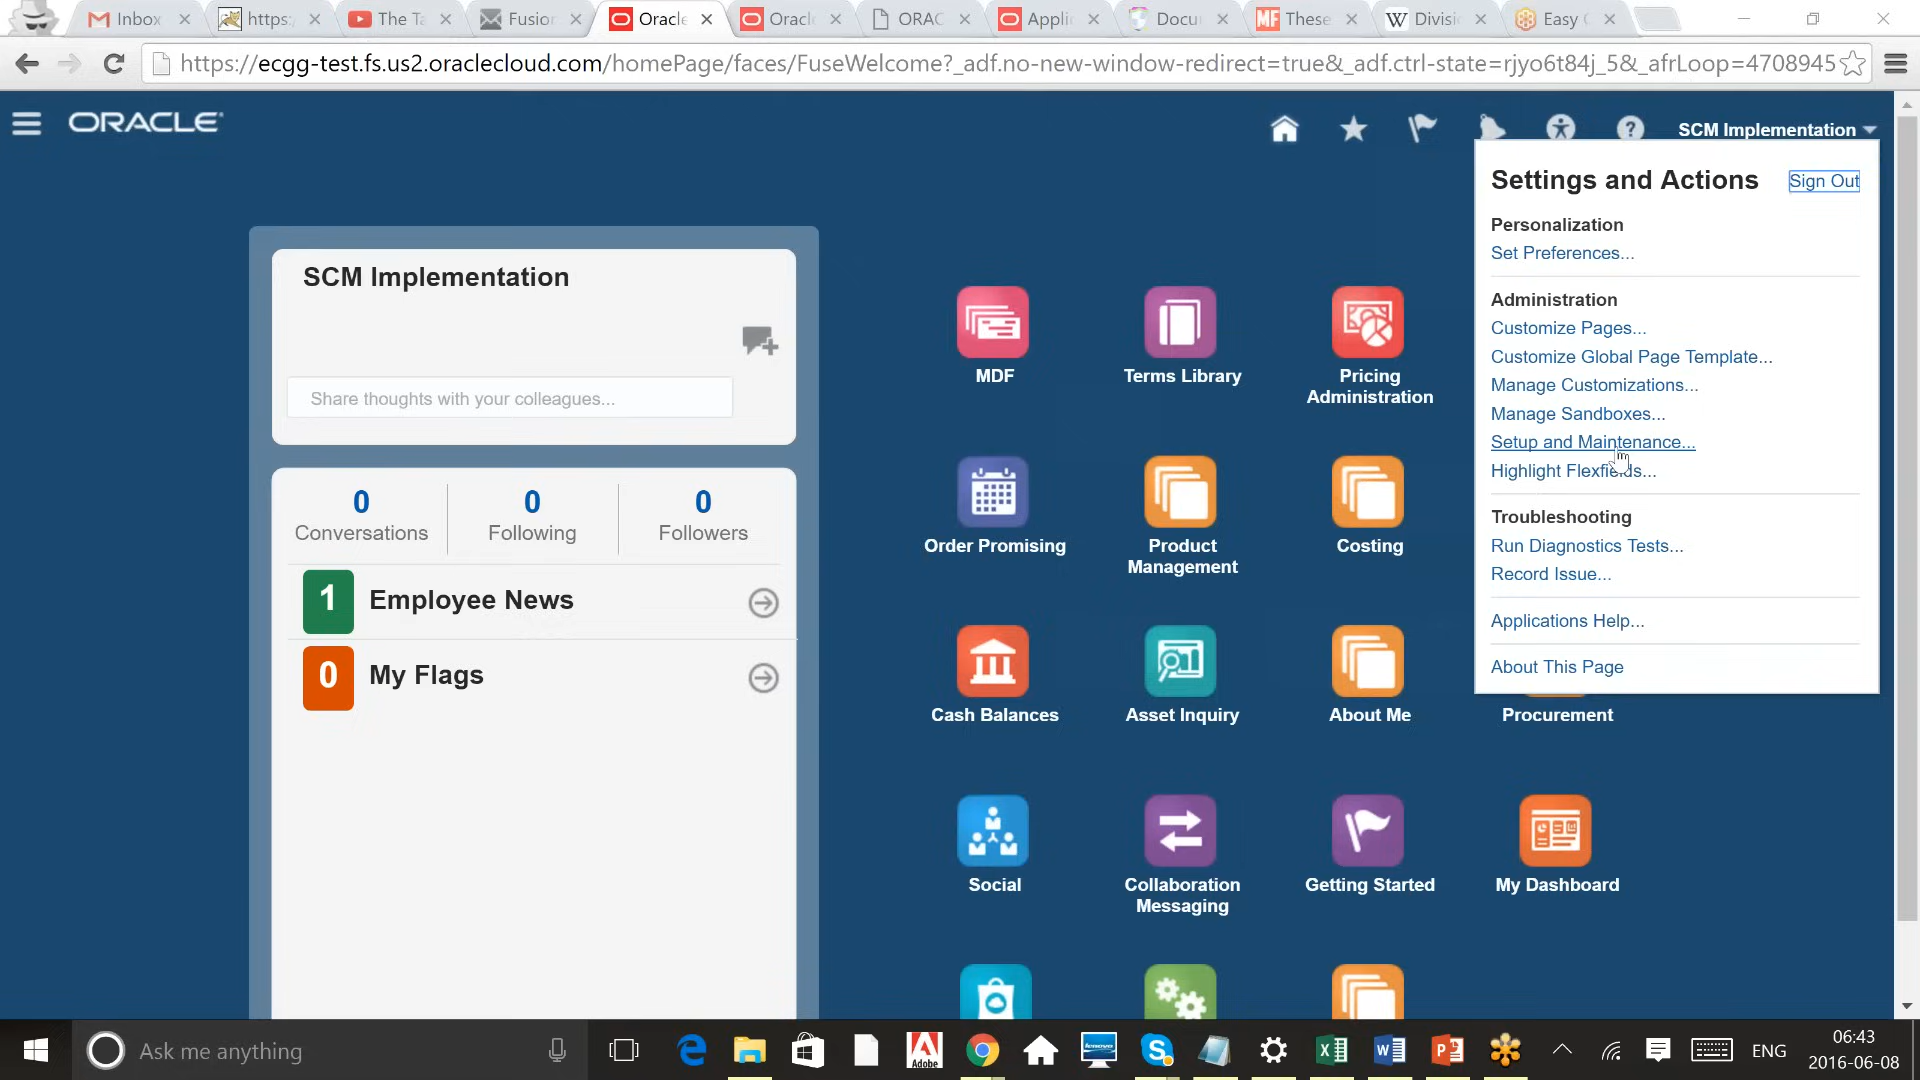 Inbox
https:
The Ta
Fusion
Oracle
Oracle
ORAC
Appli
Docu
These
Divisi
Easy
https://ecgg-test.fs.us2.oraclecloud.com/homePage/faces/FuseWelcome?_adf.no-new-window-redirect=true&_adf.ctrl-state=rjyo6t84j_5&_afrLoop=4708945
ORACLE
SCM Implementation
Settings and Actions
Sign Out
Personalization
Set Preferences...
Administration
Customize Pages...
Customize Global Page Template...
Manage Customizations...
Manage Sandboxes...
Setup and Maintenance...
Highlight Flexfields...
Troubleshooting
Run Diagnostics Tests...
Record Issue...
Applications Help...
About This Page
SCM Implementation
Share thoughts with your colleagues...
0 0 0
Conversations Following Followers
1 Employee News
0 My Flags
MDF
Terms Library
Pricing
Administration
Order Promising
Product
Management
Costing
Cash Balances
Asset Inquiry
About Me
Procurement
Social
Collaboration
Messaging
Getting Started
My Dashboard
Ask me anything
Adobe
lenovo
ENG
06:43
2016-06-08